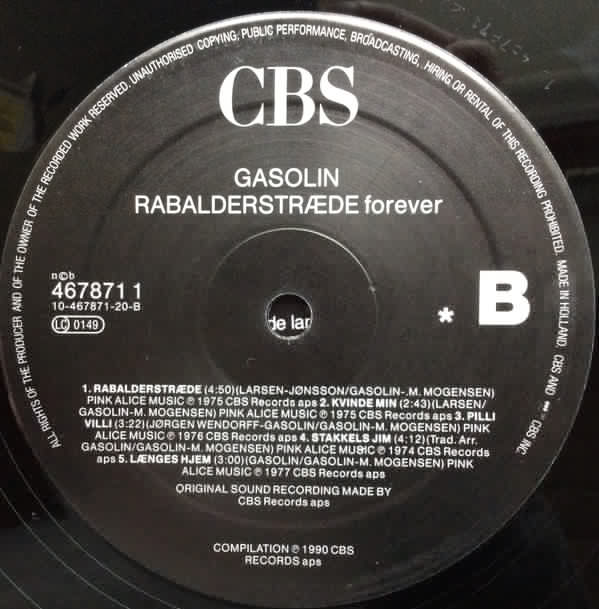 ALL RIGHTS OF THE PRODUCER AND OF THE OWNER OF THE RECORDED WORK RESERVED. UNAUTHORISED COPYING, PUBLIC PERFORMANCE, BROADCASTING, HIRING OR RENTAL OF THIS RECORDING PROHIBITED. MADE IN HOLLAND. CBS AND ••• CBS INC.
CBS
GASOLIN
RABALDERSTRÆDE forever
n©b
467871 1
10-467871-20-B
LC 0149
de lan
* B
1. RABALDERSTRÆDE (4:50)(LARSEN-JØNSSON/GASOLIN-.M. MOGENSEN)
PINK ALICE MUSIC ℗ 1975 CBS Records aps 2. KVINDE MIN (2:43)(LARSEN/
GASOLIN-M. MOGENSEN) PINK ALICE MUSIC ℗ 1975 CBS Records aps 3. PILLI
VILLI (3:22)(JØRGEN WENDORFF-GASOLIN/GASOLIN-M. MOGENSEN) PINK
ALICE MUSIC ℗ 1976 CBS Records aps 4. STAKKELS JIM (4:12)(Trad. Arr.
GASOLIN/GASOLIN-M. MOGENSEN) PINK ALICE MUSIC ℗ 1974 CBS Records
aps 5. LÆNGES HJEM (3:00)(GASOLIN/GASOLIN-M. MOGENSEN) PINK
ALICE MUSIC ℗ 1977 CBS Records aps
ORIGINAL SOUND RECORDING MADE BY
CBS Records aps
COMPILATION ℗ 1990 CBS
RECORDS aps